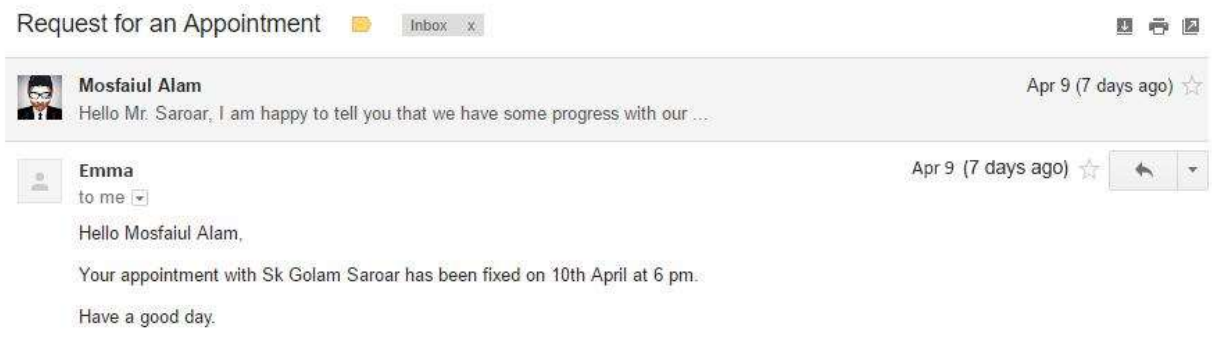 Request for an Appointment Inbox x
Mosfaiul Alam Apr 9 (7 days ago)
Hello Mr. Saroar, I am happy to tell you that we have some progress with our ...
Emma Apr 9 (7 days ago)
to me
Hello Mosfaiul Alam,
Your appointment with Sk Golam Saroar has been fixed on 10th April at 6 pm.
Have a good day.